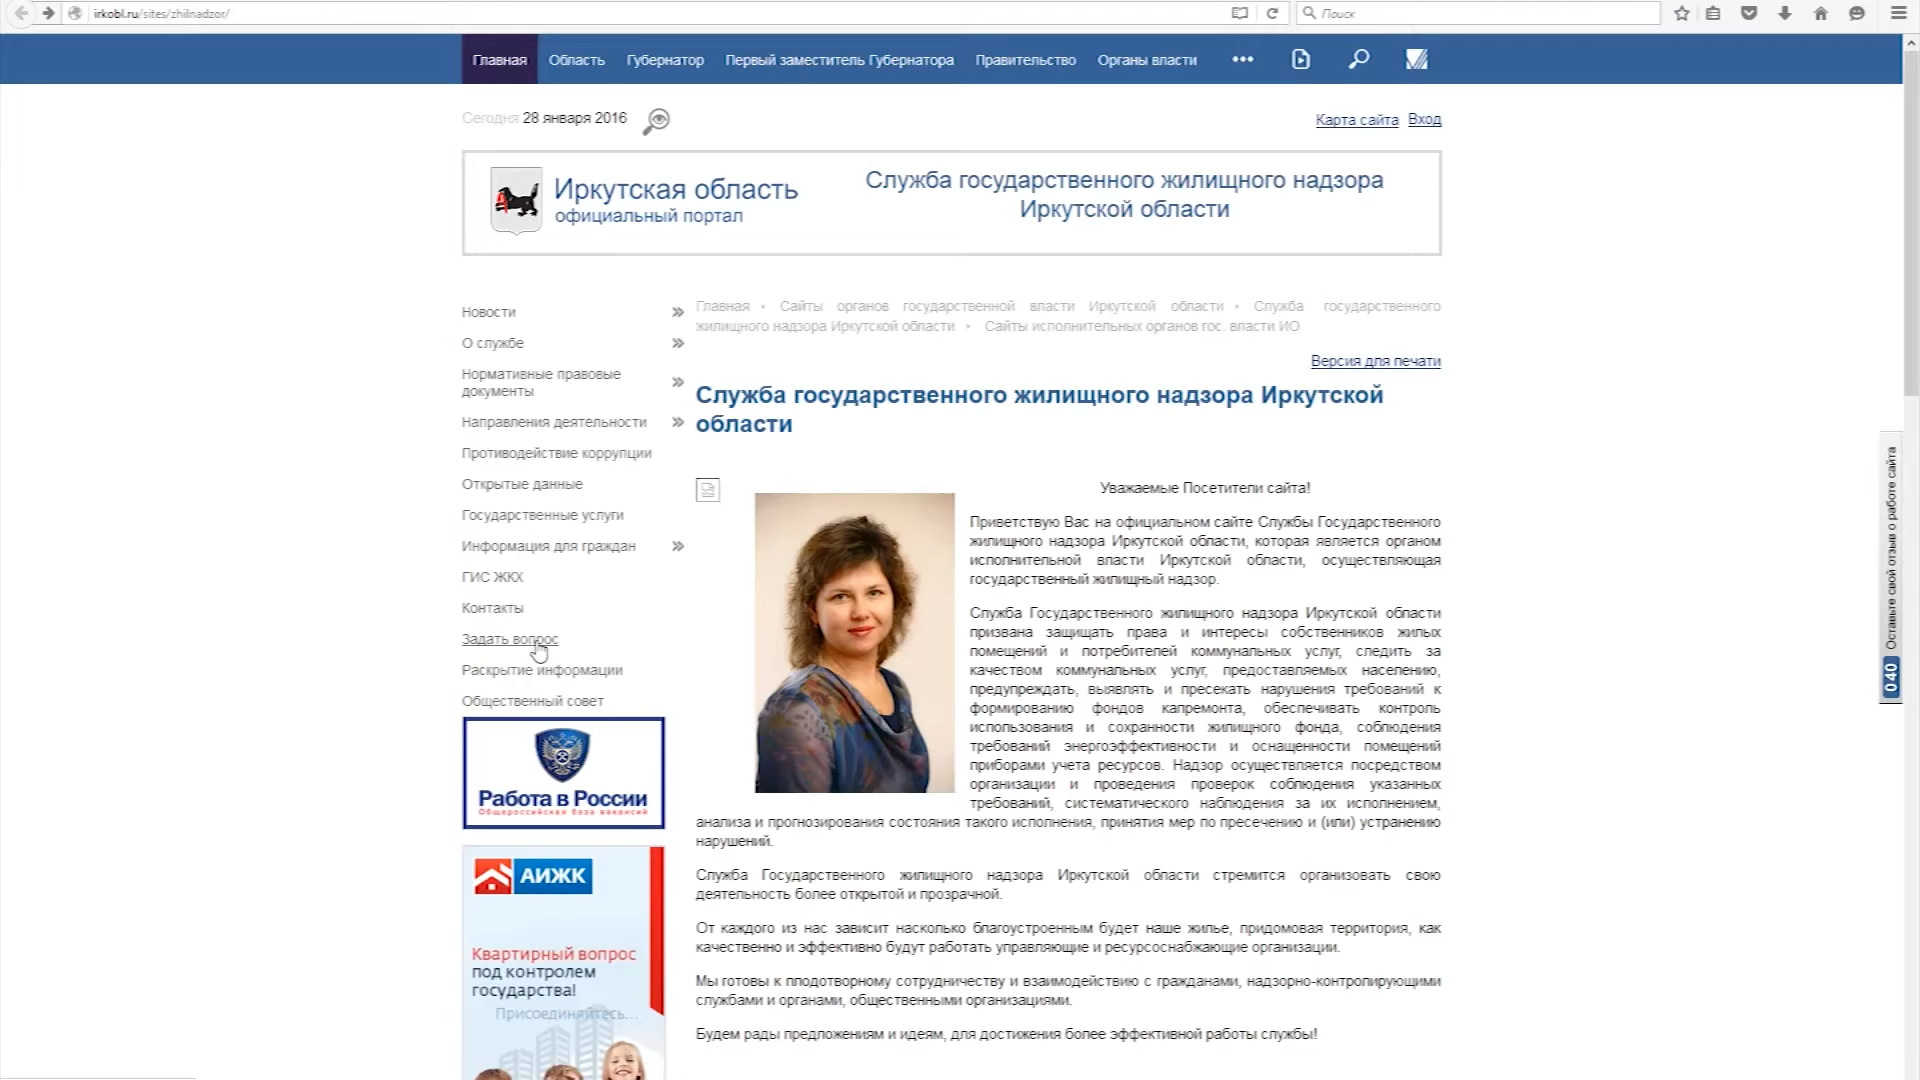 irkobl.ru/sites/zhilnadzor/
Поиск
Главная Область Губернатор Первый заместитель Губернатора Правительство Органы власти
Сегодня 28 января 2016
Карта сайта Вход
Иркутская область
официальный портал
Служба государственного жилищного надзора
Иркутской области
Новости
О службе
Нормативные правовые
документы
Направления деятельности
Противодействие коррупции
Открытые данные
Государственные услуги
Информация для граждан
ГИС ЖКХ
Контакты
Задать вопрос
Раскрытие информации
Общественный совет
Работа в России
Общероссийская база вакансий
АИЖК
Квартирный вопрос
под контролем
государства!
Присоединяйтесь...
Главная • Сайты органов государственной власти Иркутской области • Служба государственного
жилищного надзора Иркутской области • Сайты исполнительных органов гос. власти ИО
Версия для печати
Служба государственного жилищного надзора Иркутской
области
Уважаемые Посетители сайта!
Приветствую Вас на официальном сайте Службы Государственного
жилищного надзора Иркутской области, которая является органом
исполнительной власти Иркутской области, осуществляющая
государственный жилищный надзор.
Служба Государственного жилищного надзора Иркутской области
призвана защищать права и интересы собственников жилых
помещений и потребителей коммунальных услуг, следить за
качеством коммунальных услуг, предоставляемых населению,
предупреждать, выявлять и пресекать нарушения требований к
формированию фондов капремонта, обеспечивать контроль
использования и сохранности жилищного фонда, соблюдения
требований энергоэффективности и оснащенности помещений
приборами учета ресурсов. Надзор осуществляется посредством
организации и проведения проверок соблюдения указанных
требований, систематического наблюдения за их исполнением,
анализа и прогнозирования состояния такого исполнения, принятия мер по пресечению и (или) устранению
нарушений.
Служба Государственного жилищного надзора Иркутской области стремится организовать свою
деятельность более открытой и прозрачной.
От каждого из нас зависит насколько благоустроенным будет наше жилье, придомовая территория, как
качественно и эффективно будут работать управляющие и ресурсоснабжающие организации.
Мы готовы к плодотворному сотрудничеству и взаимодействию с гражданами, надзорно-контролирующими
службами и органами, общественными организациями.
Будем рады предложениям и идеям, для достижения более эффективной работы службы!
Оставьте свой отзыв о работе сайта
040